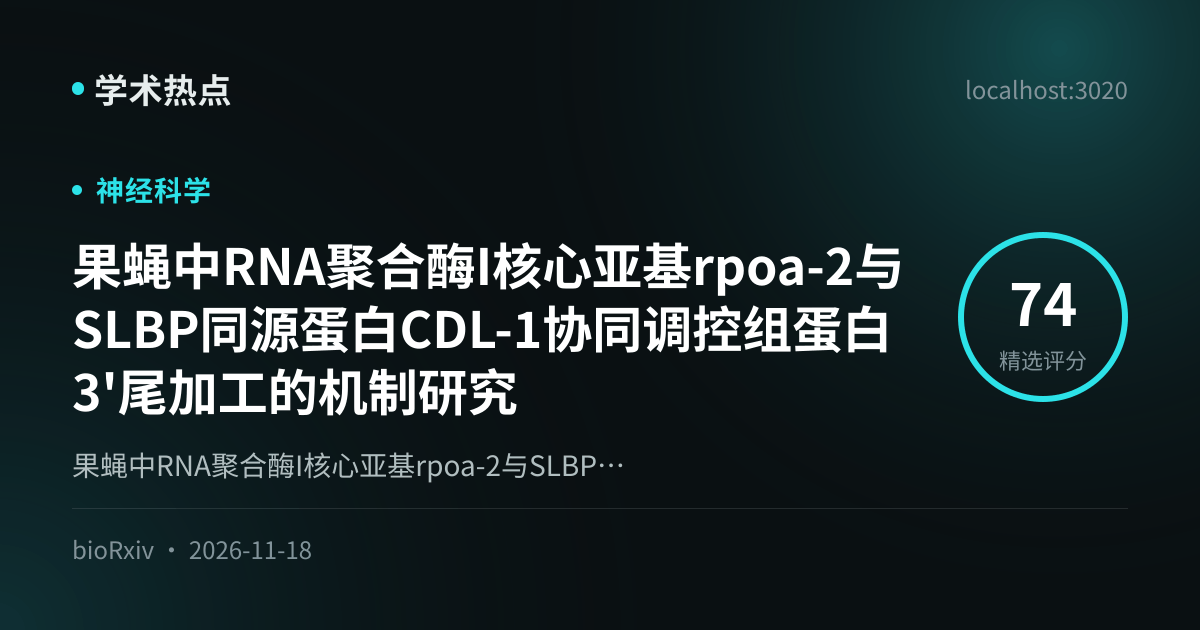 学术热点
localhost:3020
神经科学
果蝇中RNA聚合酶I核心亚基rpoa-2与
SLBP同源蛋白CDL-1协同调控组蛋白
3'尾加工的机制研究
74
精选评分
果蝇中RNA聚合酶I核心亚基rpoa-2与SLBP…
bioRxiv • 2026-11-18